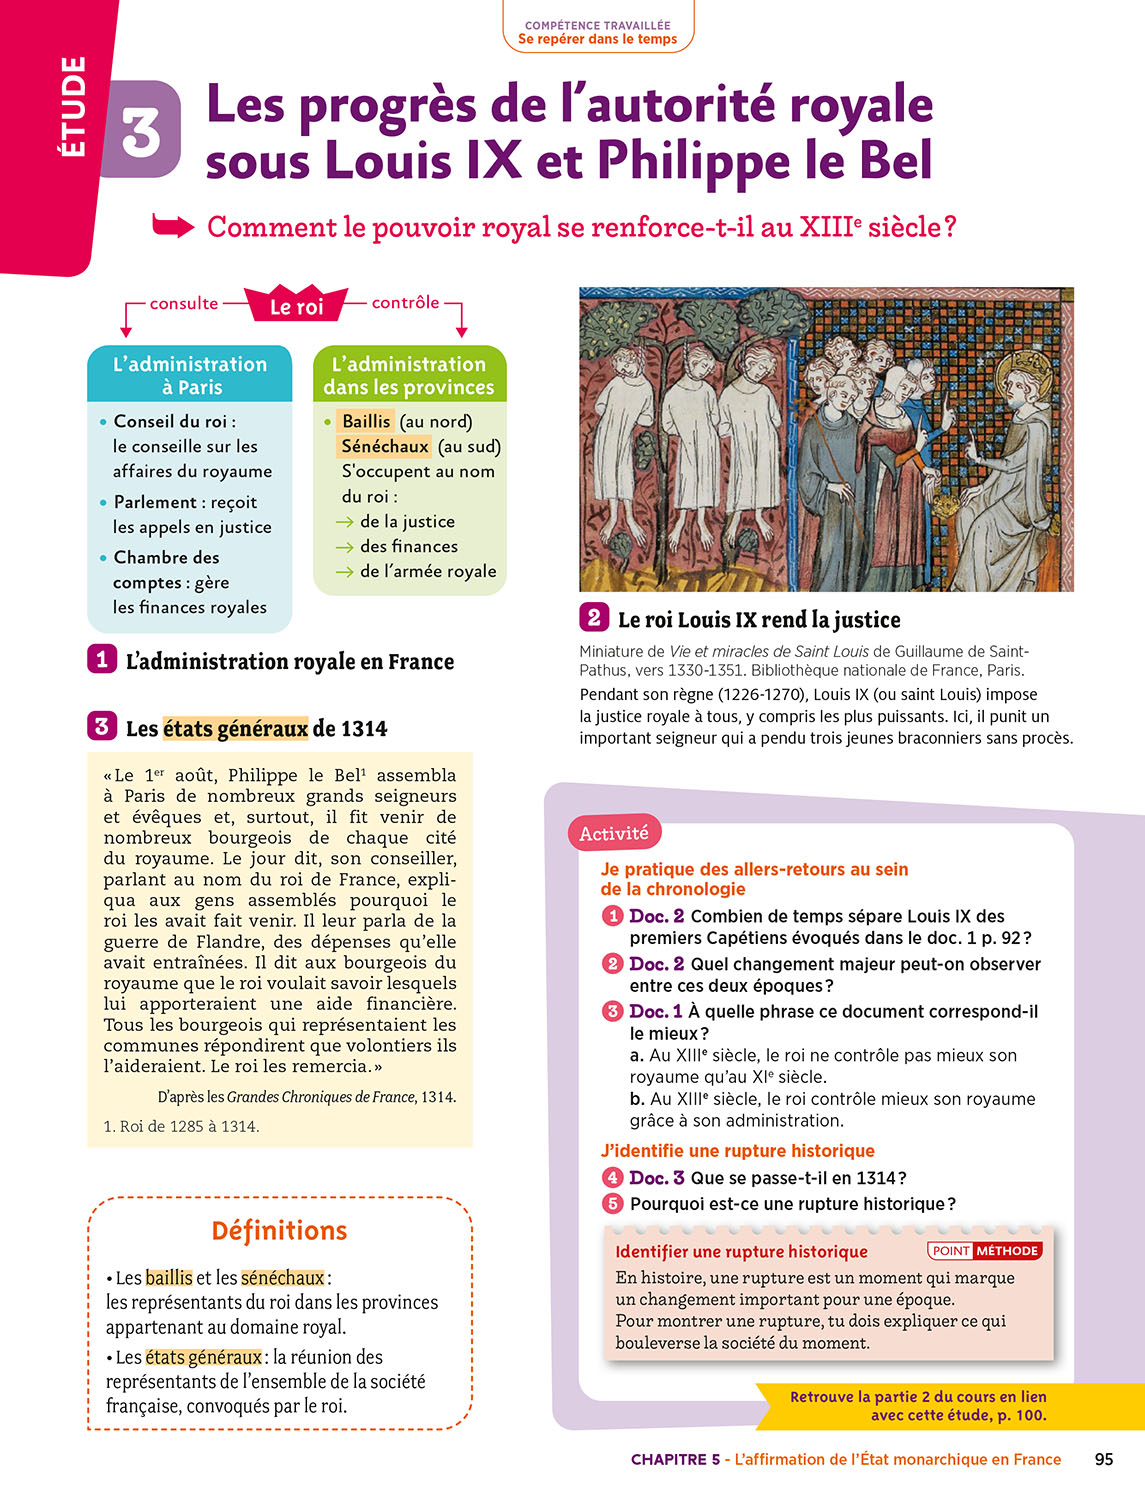 COMPÉTENCE TRAVAILLÉE
Se repérer dans le temps
ÉTUDE
3
Les progrès de l'autorité royale
sous Louis IX et Philippe le Bel
Comment le pouvoir royal se renforce-t-il au XIIIe siècle ?
consulte
Le roi
contrôle
L'administration
à Paris
• Conseil du roi :
le conseille sur les
affaires du royaume
• Parlement : reçoit
les appels en justice
• Chambre des
comptes : gère
les finances royales
L'administration
dans les provinces
• Baillis (au nord)
Sénéchaux (au sud)
S'occupent au nom
du roi :
→ de la justice
→ des finances
→ de l'armée royale
1 L'administration royale en France
2 Le roi Louis IX rend la justice
Miniature de Vie et miracles de Saint Louis de Guillaume de Saint-
Pathus, vers 1330-1351. Bibliothèque nationale de France, Paris.
Pendant son règne (1226-1270), Louis IX (ou saint Louis) impose
la justice royale à tous, y compris les plus puissants. Ici, il punit un
important seigneur qui a pendu trois jeunes braconniers sans procès.
3 Les états généraux de 1314
« Le 1er août, Philippe le Bel1 assembla
à Paris de nombreux grands seigneurs
et évêques et, surtout, il fit venir de
nombreux bourgeois de chaque cité
du royaume. Le jour dit, son conseiller,
parlant au nom du roi de France, expli-
qua aux gens assemblés pourquoi le
roi les avait fait venir. Il leur parla de la
guerre de Flandre, des dépenses qu'elle
avait entraînées. Il dit aux bourgeois du
royaume que le roi voulait savoir lesquels
lui apporteraient une aide financière.
Tous les bourgeois qui représentaient les
communes répondirent que volontiers ils
l'aideraient. Le roi les remercia. »
D'après les Grandes Chroniques de France, 1314.
1. Roi de 1285 à 1314.
Définitions
• Les baillis et les sénéchaux :
les représentants du roi dans les provinces
appartenant au domaine royal.
• Les états généraux : la réunion des
représentants de l'ensemble de la société
française, convoqués par le roi.
Activité
Je pratique des allers-retours au sein
de la chronologie
1 Doc. 2 Combien de temps sépare Louis IX des
premiers Capétiens évoqués dans le doc. 1 p. 92 ?
2 Doc. 2 Quel changement majeur peut-on observer
entre ces deux époques ?
3 Doc. 1 À quelle phrase ce document correspond-il
le mieux ?
a. Au XIIIe siècle, le roi ne contrôle pas mieux son
royaume qu'au XIe siècle.
b. Au XIIIe siècle, le roi contrôle mieux son royaume
grâce à son administration.
J'identifie une rupture historique
4 Doc. 3 Que se passe-t-il en 1314 ?
5 Pourquoi est-ce une rupture historique ?
Identifier une rupture historique POINT MÉTHODE
En histoire, une rupture est un moment qui marque
un changement important pour une époque.
Pour montrer une rupture, tu dois expliquer ce qui
bouleverse la société du moment.
Retrouve la partie 2 du cours en lien
avec cette étude, p. 100.
CHAPITRE 5 - L'affirmation de l'État monarchique en France 95